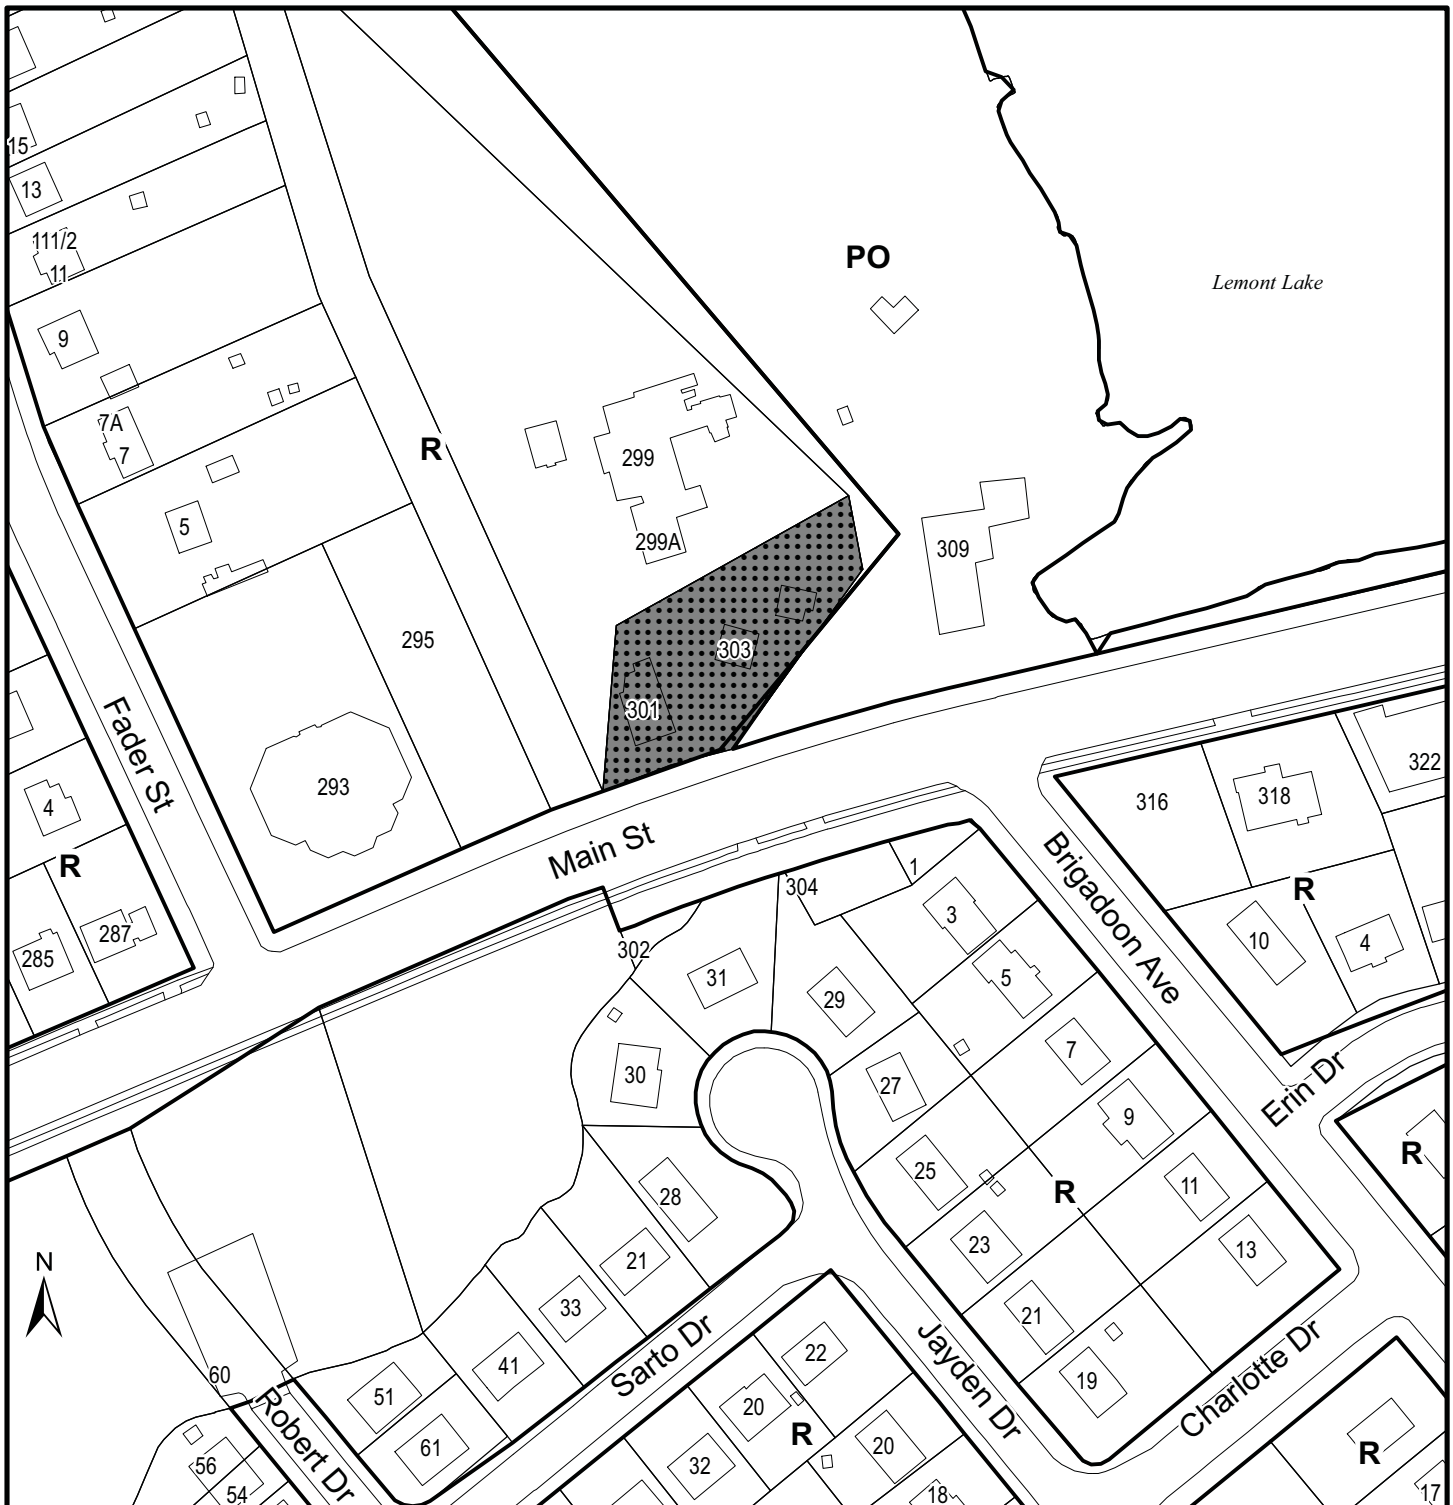 15
13
111/2
11
PO
Lemont Lake
9
7A
7
R
299
5
299A
309
295
303
301
Fader St
293
322
316
318
4
Main St
Brigadoon Ave
R
304
1
R
287
285
3
302
10
4
31
5
29
7
Erin Dr
30
27
9
R
25
R
11
28
23
13
21
N
33
21
Sarto Dr
Jayden Dr
22
41
Charlotte Dr
60
51
19
Robert Dr
20
R
20
61
R
56
32
54
18
17